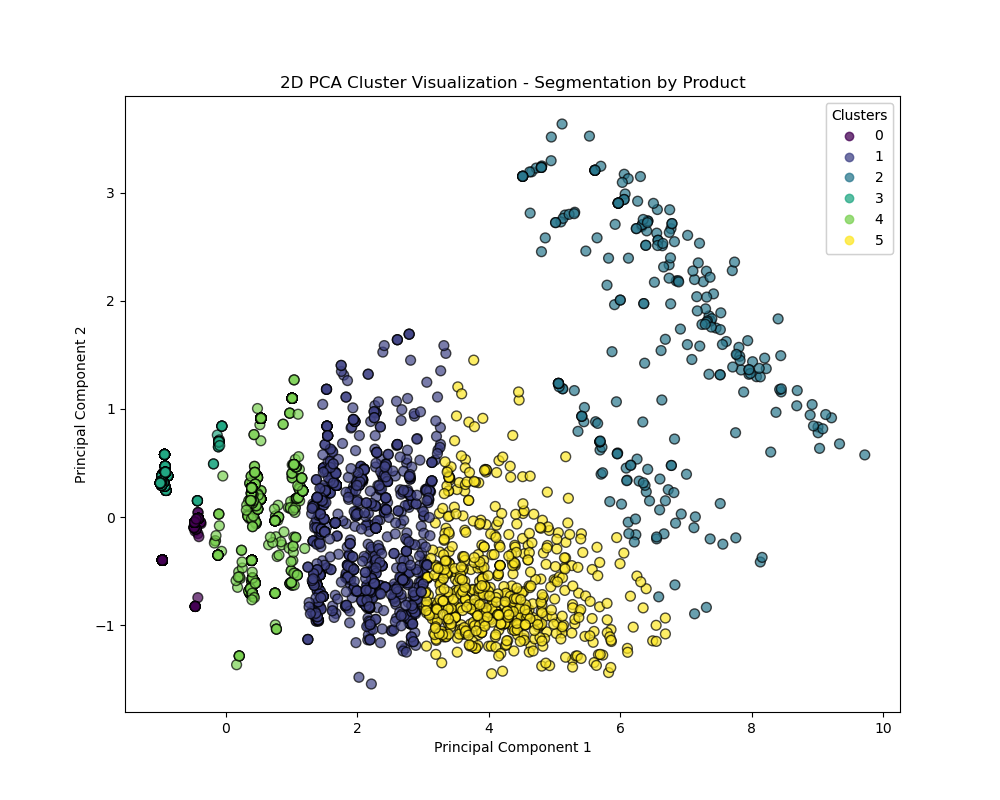 2D PCA Cluster Visualization - Segmentation by Product
Clusters
0
1
2
3
4
5
Principal Component 2
3
2
1
0
−1
0 2 4 6 8 10
Principal Component 1